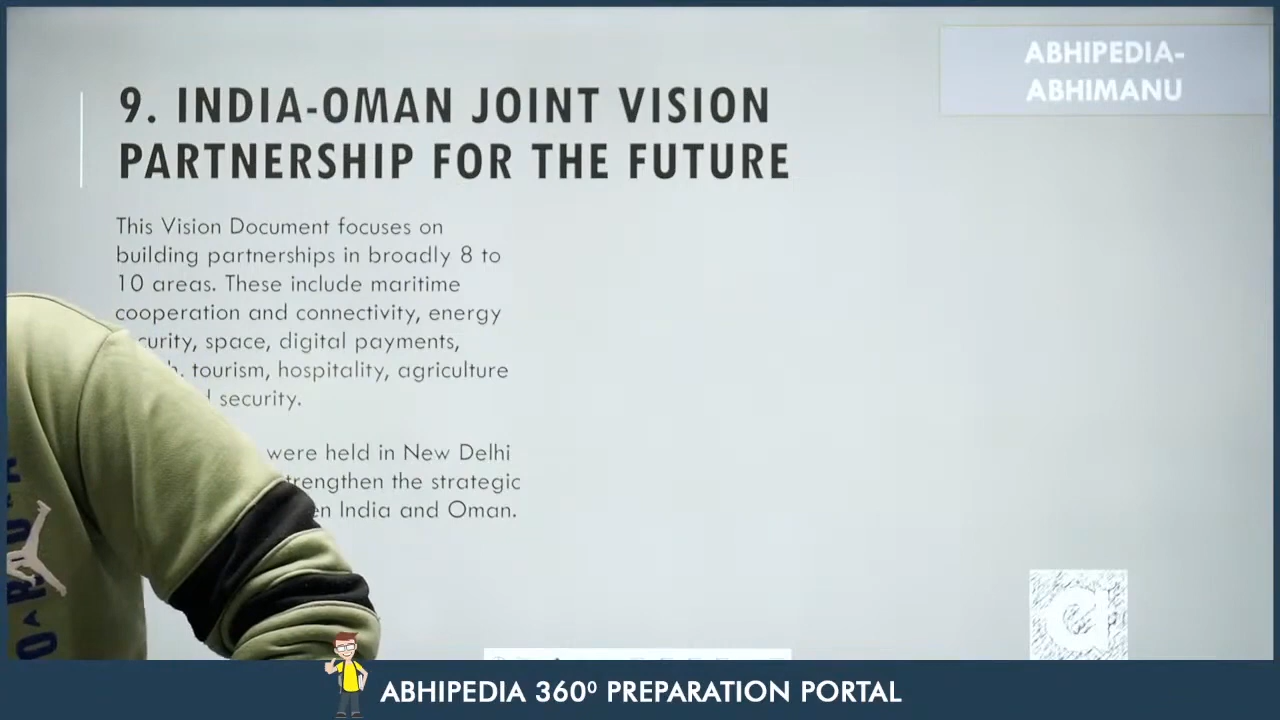 ABHIPEDIA-
ABHIMANU
9. INDIA-OMAN JOINT VISION
PARTNERSHIP FOR THE FUTURE
This Vision Document focuses on
building partnerships in broadly 8 to
10 areas. These include maritime
cooperation and connectivity, energy
curity, space, digital payments,
tourism, hospitality, agriculture
security.
were held in New Delhi
trengthen the strategic
en India and Oman.
ABHIPEDIA 360⁰ PREPARATION PORTAL